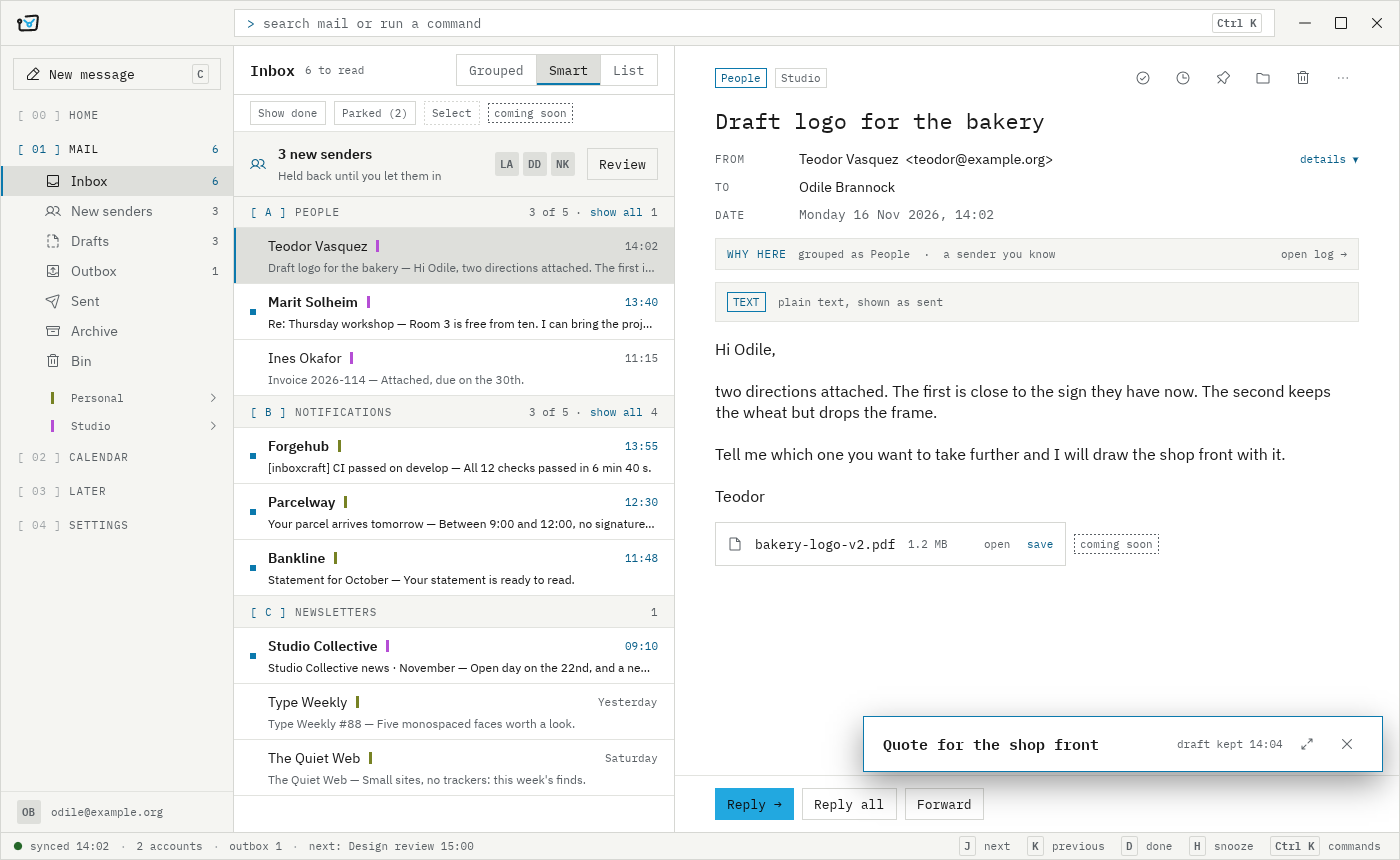 > search mail or run a command Ctrl K
New message C
[ 00 ] HOME
[ 01 ] MAIL 6
Inbox 6
New senders 3
Drafts 3
Outbox 1
Sent
Archive
Bin
Personal
Studio
[ 02 ] CALENDAR
[ 03 ] LATER
[ 04 ] SETTINGS
OB odile@example.org
Inbox 6 to read Grouped Smart List
Show done Parked (2) Select coming soon
3 new senders
Held back until you let them in
LA DD NK Review
[ A ] PEOPLE 3 of 5 · show all 1
Teodor Vasquez 14:02
Draft logo for the bakery — Hi Odile, two directions attached. The first i…
Marit Solheim 13:40
Re: Thursday workshop — Room 3 is free from ten. I can bring the proj…
Ines Okafor 11:15
Invoice 2026-114 — Attached, due on the 30th.
[ B ] NOTIFICATIONS 3 of 5 · show all 4
Forgehub 13:55
[inboxcraft] CI passed on develop — All 12 checks passed in 6 min 40 s.
Parcelway 12:30
Your parcel arrives tomorrow — Between 9:00 and 12:00, no signature…
Bankline 11:48
Statement for October — Your statement is ready to read.
[ C ] NEWSLETTERS 1
Studio Collective 09:10
Studio Collective news · November — Open day on the 22nd, and a ne…
Type Weekly Yesterday
Type Weekly #88 — Five monospaced faces worth a look.
The Quiet Web Saturday
The Quiet Web — Small sites, no trackers: this week's finds.
People Studio
Draft logo for the bakery
FROM Teodor Vasquez <teodor@example.org> details ▾
TO Odile Brannock
DATE Monday 16 Nov 2026, 14:02
WHY HERE grouped as People · a sender you know open log →
TEXT plain text, shown as sent
Hi Odile,
two directions attached. The first is close to the sign they have now. The second keeps
the wheat but drops the frame.
Tell me which one you want to take further and I will draw the shop front with it.
Teodor
bakery-logo-v2.pdf 1.2 MB open save coming soon
Quote for the shop front draft kept 14:04
Reply → Reply all Forward
synced 14:02 · 2 accounts · outbox 1 · next: Design review 15:00
J next K previous D done H snooze Ctrl K commands